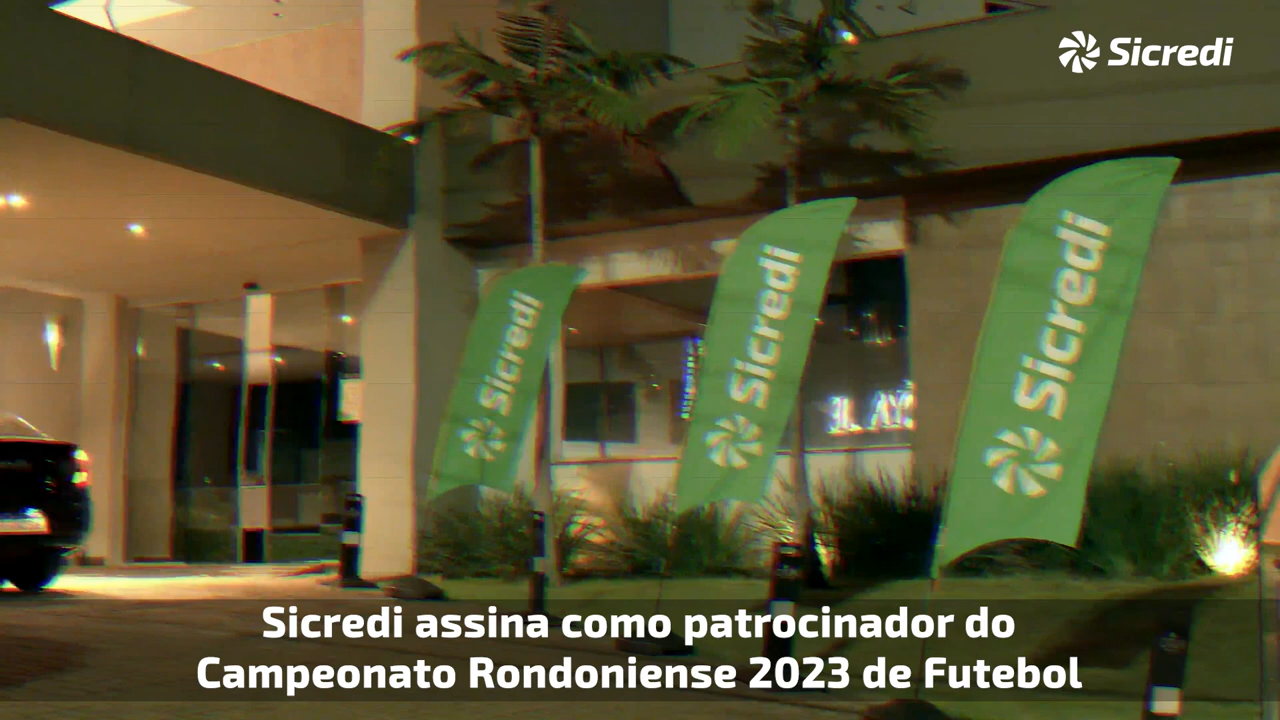 Sicredi
Sicredi
Sicredi
Sicredi
Sicredi assina como patrocinador do
Campeonato Rondoniense 2023 de Futebol